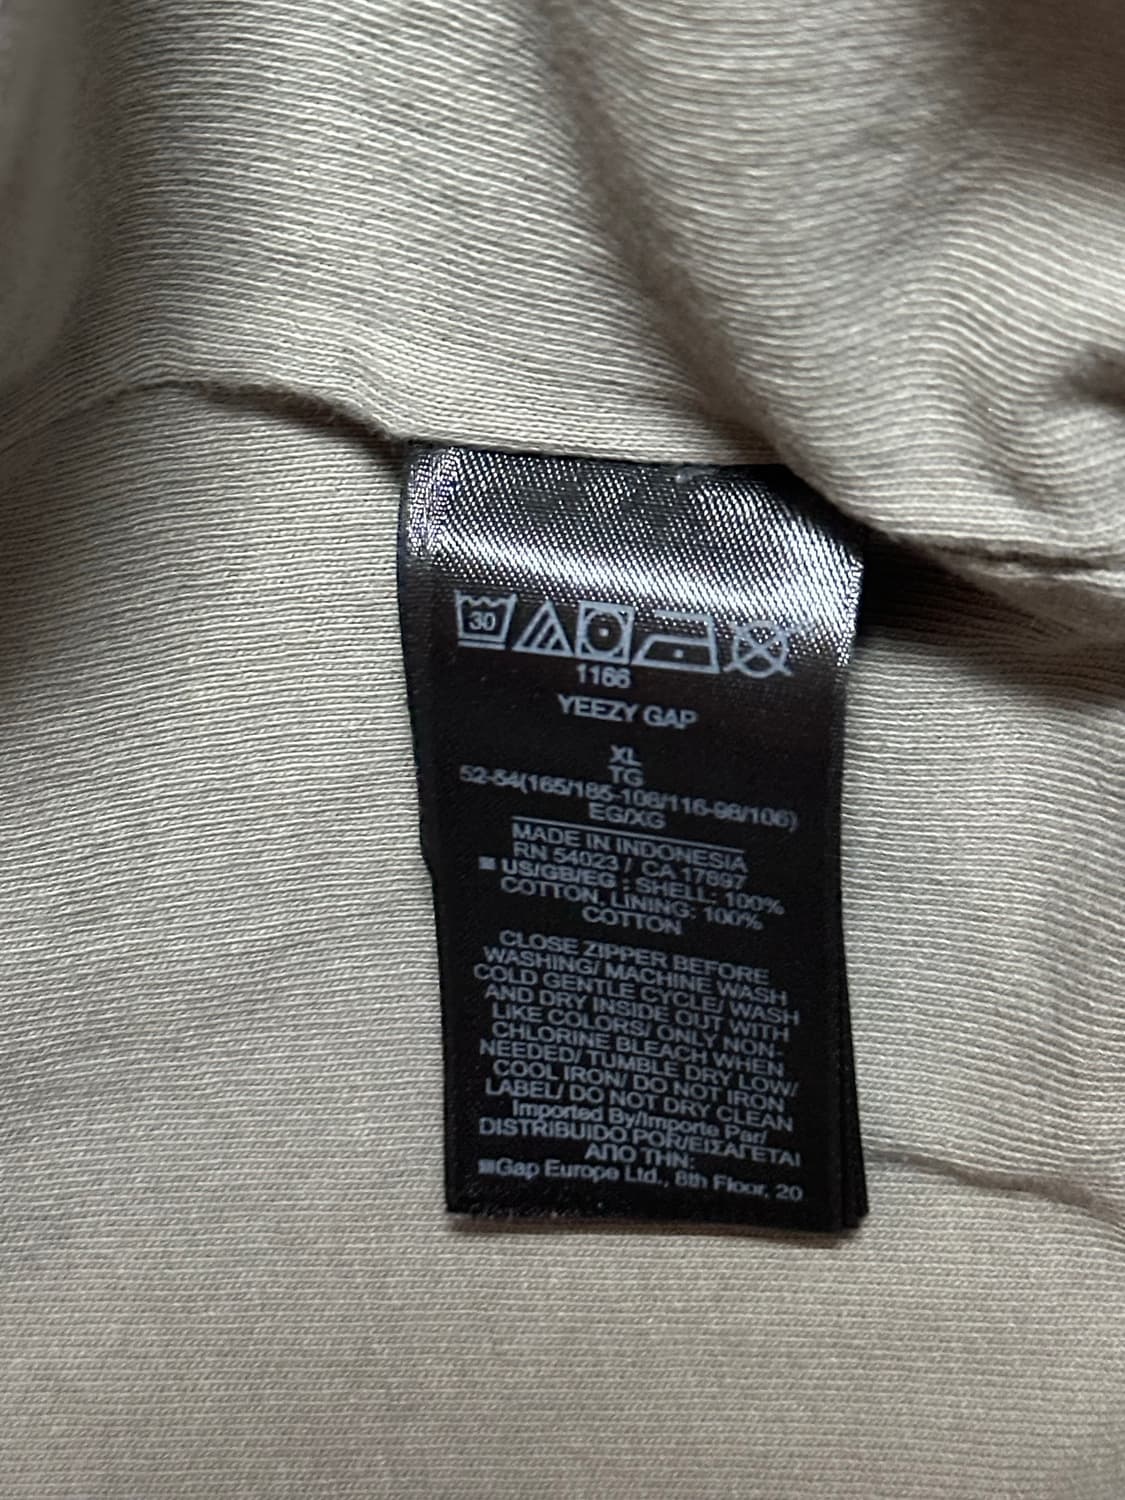 30
1166
YEEZY GAP
XL
TG
52-54(165/185-108/116-98/106)
EG/XG
MADE IN INDONESIA
RN 54023 / CA 17897
■ US/GB/EG : SHELL: 100%
COTTON, LINING: 100%
COTTON
CLOSE ZIPPER BEFORE
WASHING/ MACHINE WASH
COLD GENTLE CYCLE/ WASH
AND DRY INSIDE OUT WITH
LIKE COLORS/ ONLY NON-
CHLORINE BLEACH WHEN
NEEDED/ TUMBLE DRY LOW/
COOL IRON/ DO NOT IRON
LABEL/ DO NOT DRY CLEAN
Imported By/Importe Par/
DISTRIBUIDO POR/ΕΙΣΑΓΕΤΑΙ
ΑΠΟ ΤΗΝ:
■Gap Europe Ltd., 8th Floor, 20